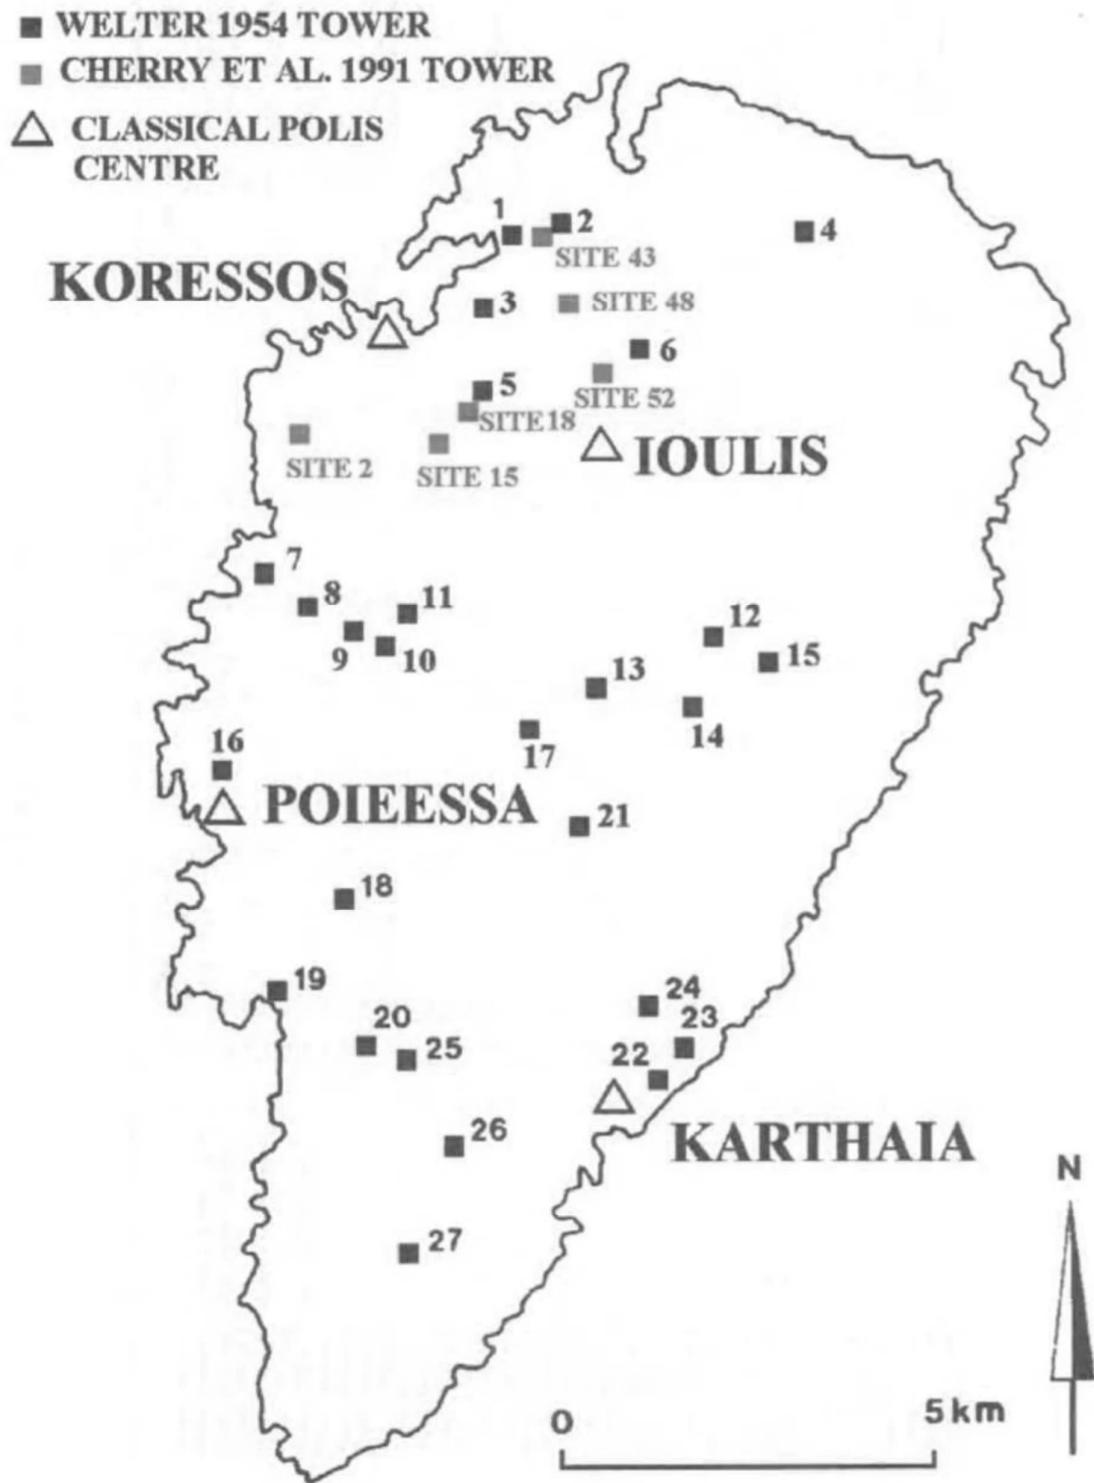 WELTER 1954 TOWER
CHERRY ET AL. 1991 TOWER
CLASSICAL POLIS
CENTRE
1
2
4
SITE 43
KORESSOS
3
SITE 48
6
5
SITE 52
SITE 18
SITE 2
SITE 15
IOULIS
7
8
11
9
10
12
15
13
14
17
16
POIEESSA
21
18
19
24
20
23
25
22
26
KARTHAIA
N
27
0
5 km